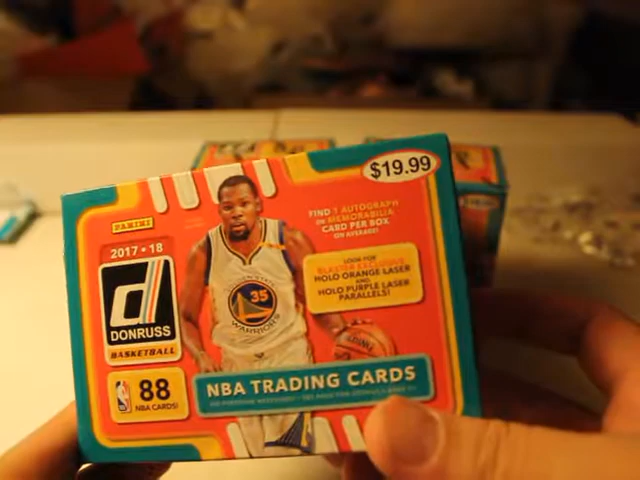 $19.99
PANINI
2017•18
DONRUSS
BASKETBALL
88
NBA CARDS!
FIND 1 AUTOGRAPH
OR MEMORABILIA
CARD PER BOX
ON AVERAGE!
LOOK FOR
BLASTER EXCLUSIVE
HOLO ORANGE LASER
AND
HOLO PURPLE LASER
PARALLELS!
35
WARRIORS
SPALDING
NBA TRADING CARDS